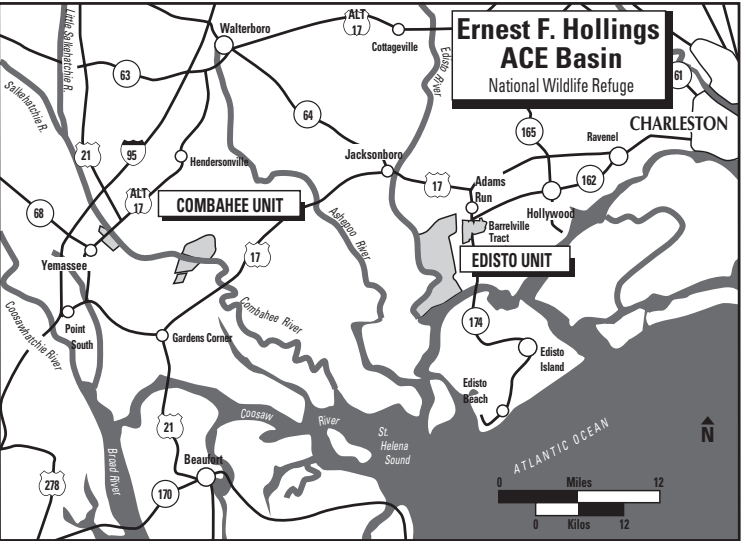 Ernest F. Hollings
ACE Basin
National Wildlife Refuge
Little Salkehatchie R.
Salkehatchie R.
Walterboro
ALT
17
Cottageville
Edisto River
61
63
64
165
CHARLESTON
Ravenel
162
21
95
Hendersonville
Jacksonboro
17
Adams
Run
Hollywood
ALT
17
COMBAHEE UNIT
68
Ashepoo River
Barrelville
Tract
EDISTO UNIT
Yemassee
17
Coosawhatchie River
Point
South
Combahee River
Gardens Corner
174
Edisto
Island
Edisto
Beach
21
Coosaw
River
St.
Helena
Sound
ATLANTIC OCEAN
N
Broad River
Beaufort
278
170
0 Miles 12
0 Kilos 12